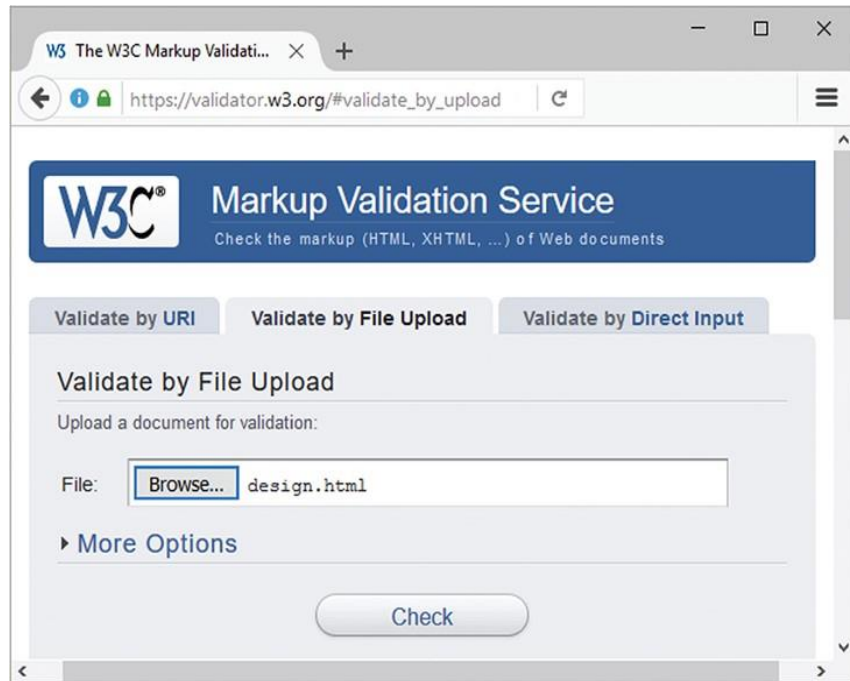 W3 The W3C Markup Validati...
https://validator.w3.org/#validate_by_upload
W3C® Markup Validation Service
Check the markup (HTML, XHTML, ...) of Web documents
Validate by URI Validate by File Upload Validate by Direct Input
Validate by File Upload
Upload a document for validation:
File: Browse... design.html
More Options
Check